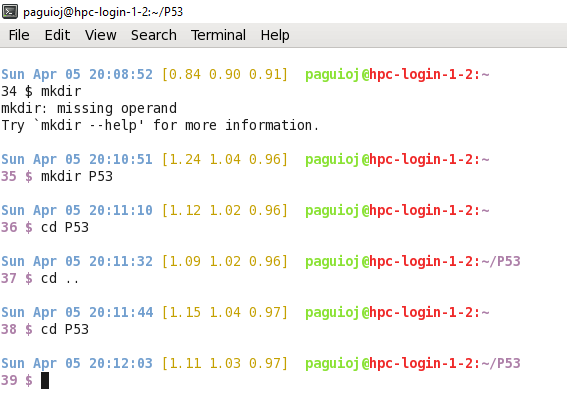 paguioj@hpc-login-1-2:~/P53
File Edit View Search Terminal Help
Sun Apr 05 20:08:52 [0.84 0.90 0.91] paguioj@hpc-login-1-2:~
34 $ mkdir
mkdir: missing operand
Try `mkdir --help' for more information.
Sun Apr 05 20:10:51 [1.24 1.04 0.96] paguioj@hpc-login-1-2:~
35 $ mkdir P53
Sun Apr 05 20:11:10 [1.12 1.02 0.96] paguioj@hpc-login-1-2:~
36 $ cd P53
Sun Apr 05 20:11:32 [1.09 1.02 0.96] paguioj@hpc-login-1-2:~/P53
37 $ cd ..
Sun Apr 05 20:11:44 [1.15 1.04 0.97] paguioj@hpc-login-1-2:~
38 $ cd P53
Sun Apr 05 20:12:03 [1.11 1.03 0.97] paguioj@hpc-login-1-2:~/P53
39 $